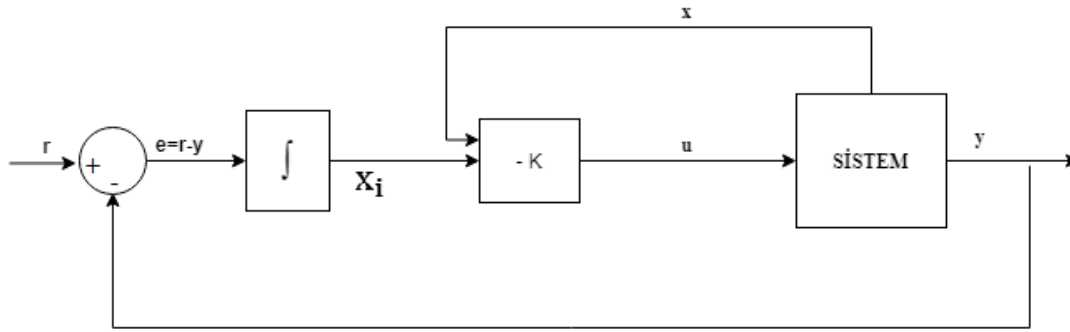 x
r
e=r-y
+
-
∫
Xi
- K
u
SİSTEM
y